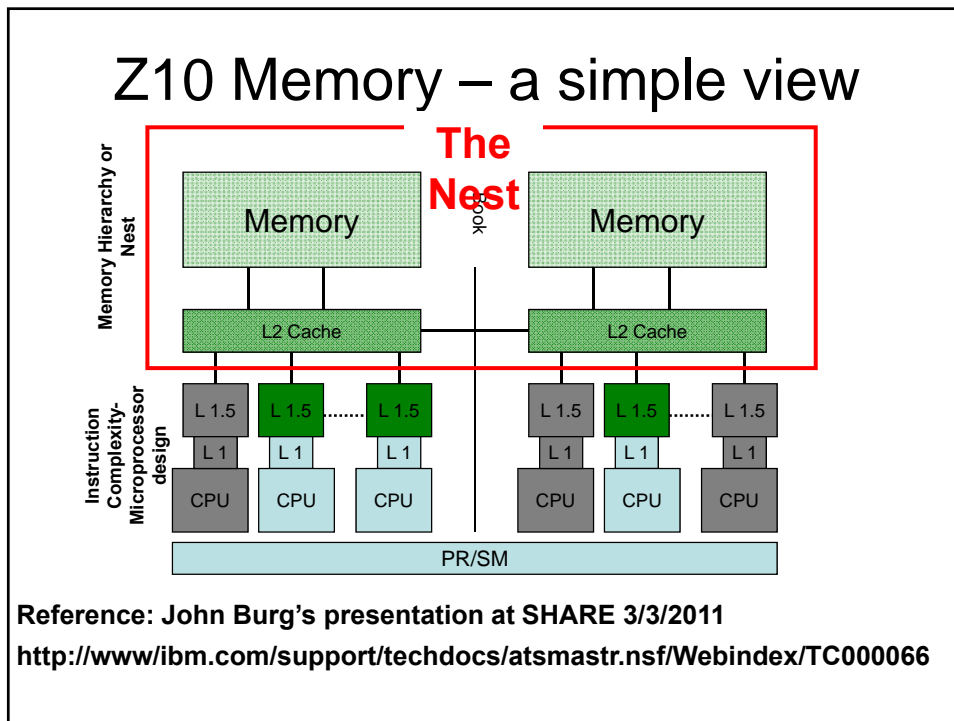 Z10 Memory – a simple view
The
Nest
Book
Memory Hierarchy or
Nest
Memory
Memory
L2 Cache
L2 Cache
Instruction
Complexity-
Microprocessor
design
L 1.5 L 1.5 ........ L 1.5 L 1.5 L 1.5 ........ L 1.5
L 1 L 1 L 1 L 1 L 1 L 1
CPU CPU CPU CPU CPU CPU
PR/SM
Reference: John Burg’s presentation at SHARE 3/3/2011
http://www/ibm.com/support/techdocs/atsmastr.nsf/Webindex/TC000066